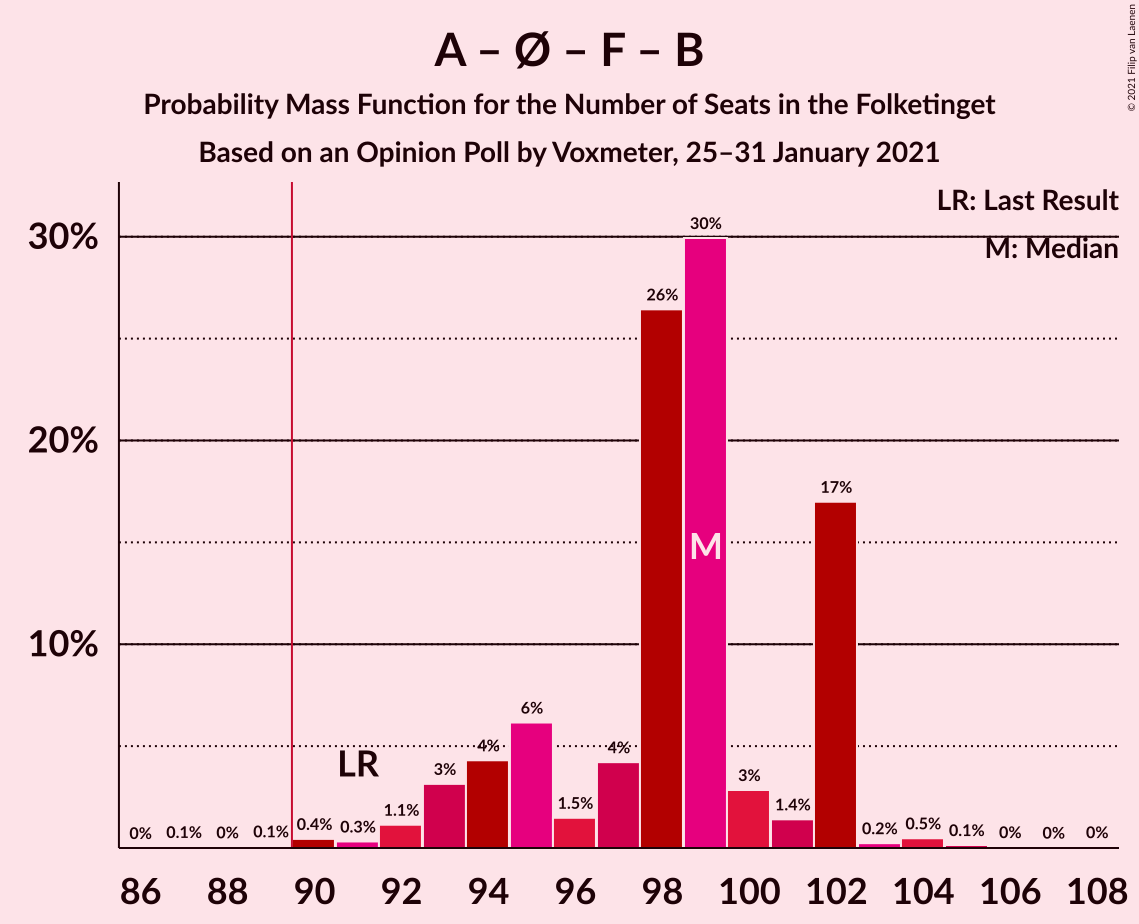 A – Ø – F – B
Probability Mass Function for the Number of Seats in the Folketinget
Based on an Opinion Poll by Voxmeter, 25–31 January 2021
© 2021 Filip van Laenen
LR: Last Result
M: Median
30%
20%
10%
0%
0.1%
0%
0.1%
0.4%
0.3%
1.1%
3%
4%
6%
1.5%
4%
26%
30%
3%
1.4%
17%
0.2%
0.5%
0.1%
0%
0%
0%
LR
M
86 88 90 92 94 96 98 100 102 104 106 108